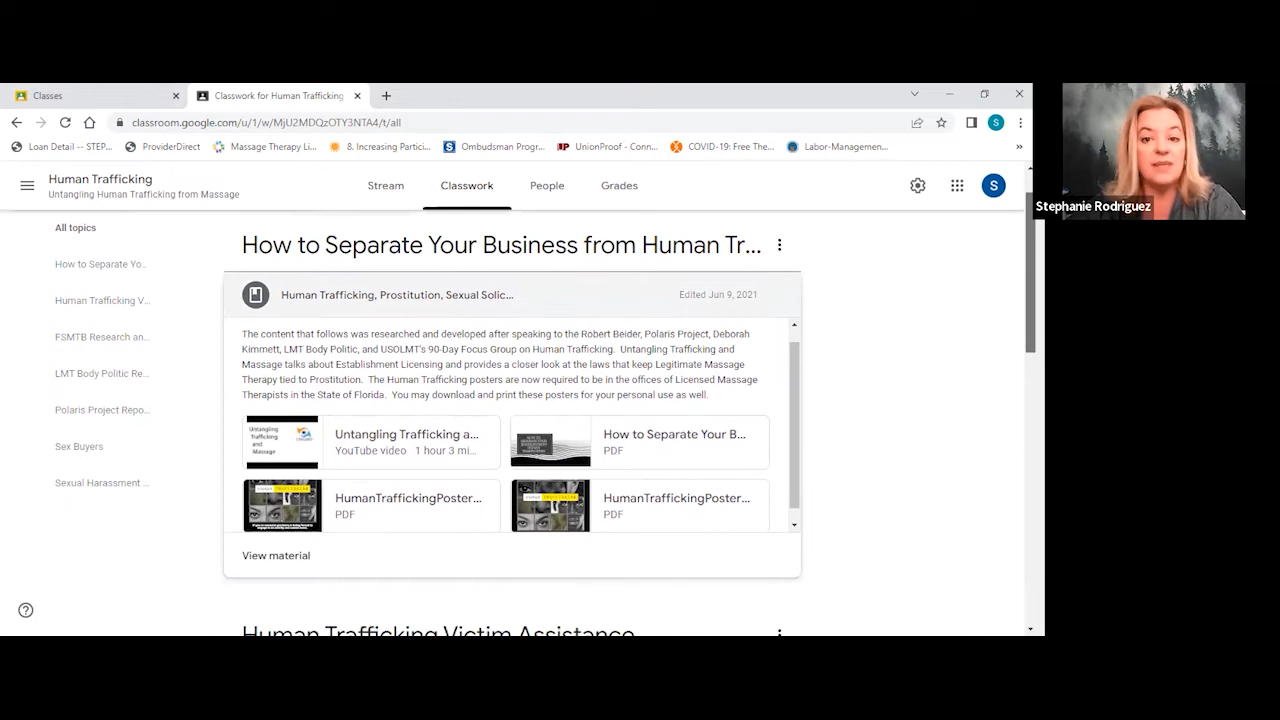 Classes
Classwork for Human Trafficking
classroom.google.com/u/1/w/MjU2MDQzOTY3NTA4/t/all
Loan Detail -- STEP...
ProviderDirect
Massage Therapy Li...
8. Increasing Partici...
Ombudsman Progr...
UnionProof - Conn...
COVID-19: Free The...
Labor-Managemen...
Human Trafficking
Untangling Human Trafficking from Massage
Stream
Classwork
People
Grades
S
S
Stephanie Rodriguez
All topics
How to Separate Yo...
Human Trafficking V...
FSMTB Research an...
LMT Body Politic Re...
Polaris Project Repo...
Sex Buyers
Sexual Harassment ...
How to Separate Your Business from Human Tr...
Human Trafficking, Prostitution, Sexual Solic...
Edited Jun 9, 2021
The content that follows was researched and developed after speaking to the Robert Beider, Polaris Project, Deborah
Kimmett, LMT Body Politic, and USOLMT's 90-Day Focus Group on Human Trafficking. Untangling Trafficking and
Massage talks about Establishment Licensing and provides a closer look at the laws that keep Legitimate Massage
Therapy tied to Prostitution. The Human Trafficking posters are now required to be in the offices of Licensed Massage
Therapists in the State of Florida. You may download and print these posters for your personal use as well.
Untangling
Trafficking
and
Massage
Untangling Trafficking a...
YouTube video 1 hour 3 mi...
How to Separate Your B...
PDF
HumanTraffickingPoster...
PDF
HumanTraffickingPoster...
PDF
View material
Human Trafficking Victim Assistance